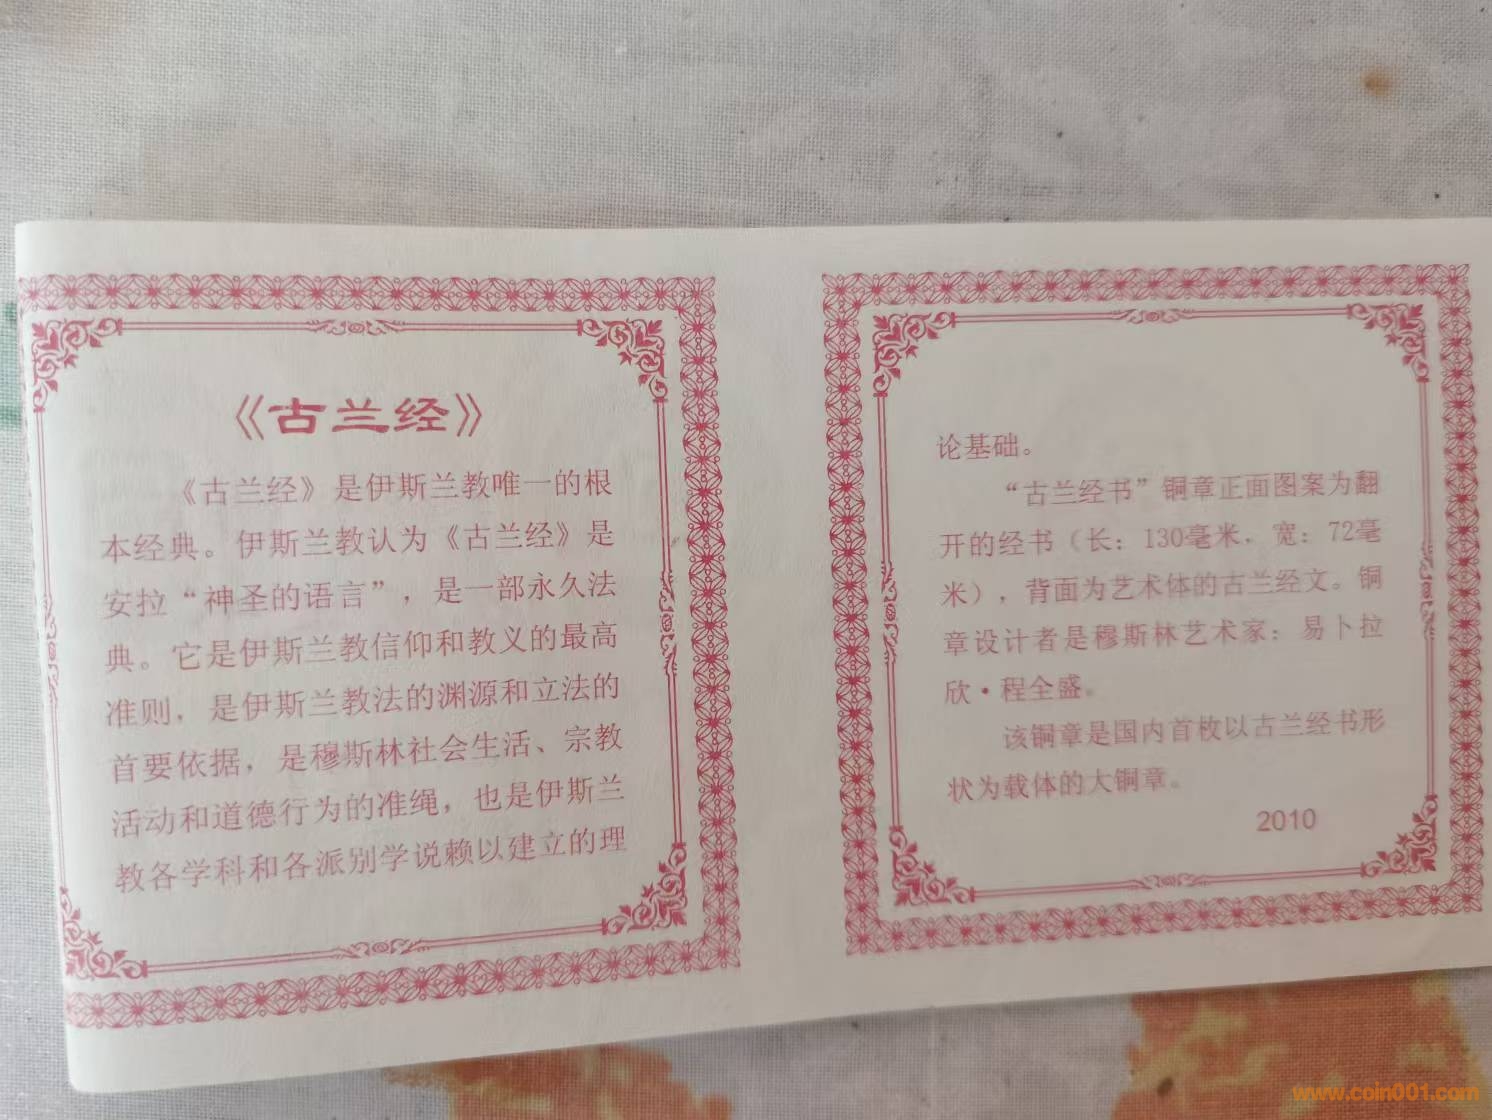 《古兰经》
《古兰经》是伊斯兰教唯一的根
本经典。伊斯兰教认为《古兰经》是
安拉“神圣的语言”，是一部永久法
典。它是伊斯兰教信仰和教义的最高
准则，是伊斯兰教法的渊源和立法的
首要依据，是穆斯林社会生活、宗教
活动和道德行为的准绳，也是伊斯兰
教各学科和各派别学说赖以建立的理
论基础。
“古兰经书”铜章正面图案为翻
开的经书（长：130毫米，宽：72毫
米），背面为艺术体的古兰经文。铜
章设计者是穆斯林艺术家：易卜拉
欣·程全盛。
该铜章是国内首枚以古兰经书形
状为载体的大铜章。
2010
www.coin001.com